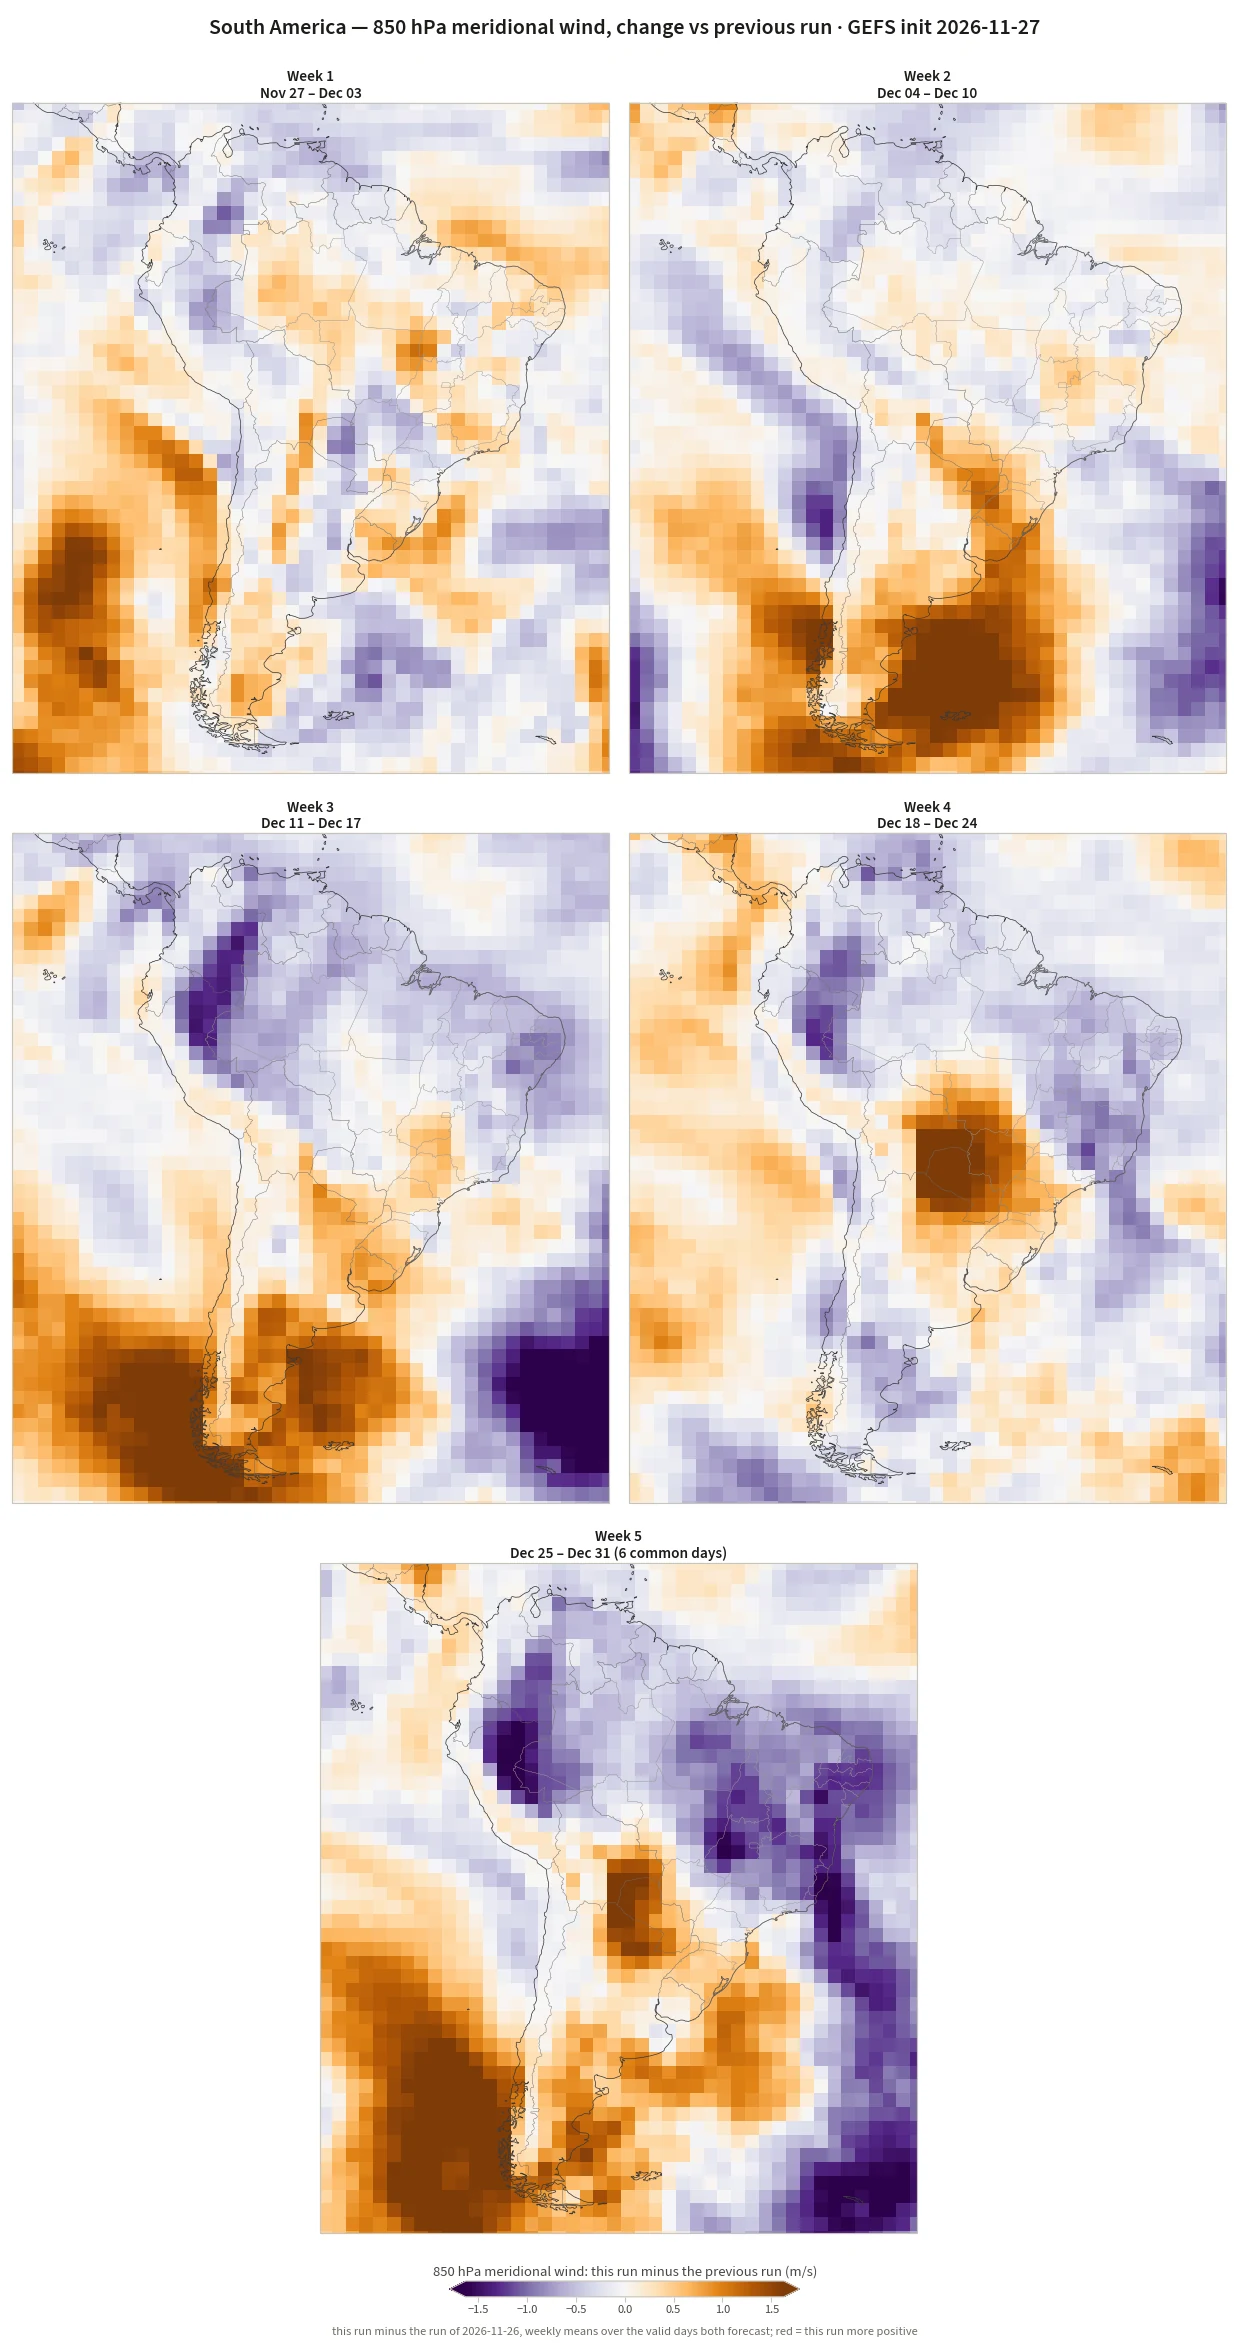 South America — 850 hPa meridional wind, change vs previous run · GEFS init 2026-11-27
Week 1
Nov 27 – Dec 03
Week 2
Dec 04 – Dec 10
Week 3
Dec 11 – Dec 17
Week 4
Dec 18 – Dec 24
Week 5
Dec 25 – Dec 31 (6 common days)
850 hPa meridional wind: this run minus the previous run (m/s)
−1.5 −1.0 −0.5 0.0 0.5 1.0 1.5
this run minus the run of 2026-11-26, weekly means over the valid days both forecast; red = this run more positive